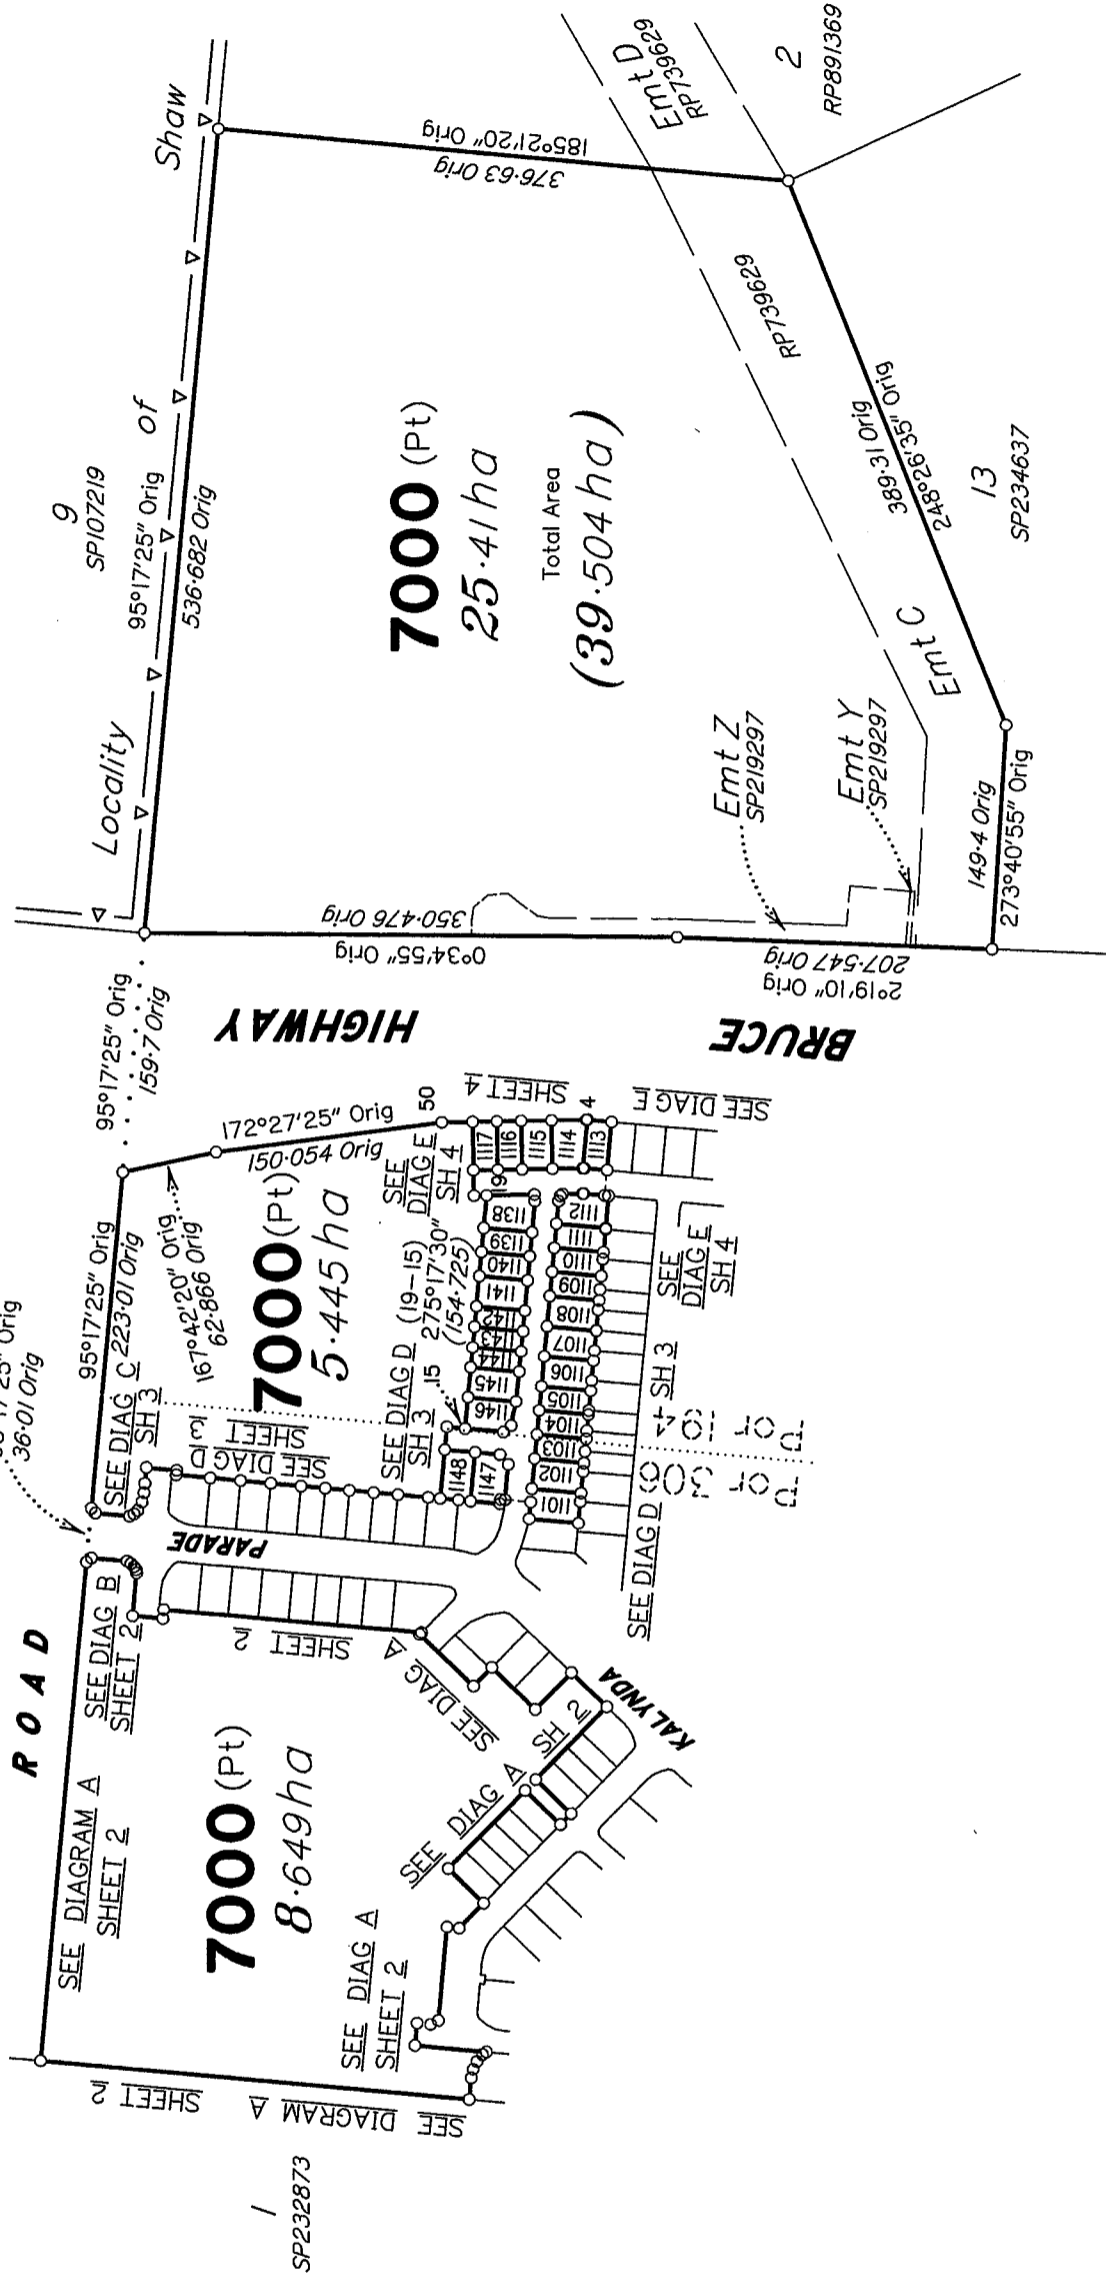 ROAD
36·01 Orig
SEE DIAGRAM A
SHEET 2
SEE DIAG B
SHEET 2
SEE DIAG C
SH 3
95°17'25" Orig
223·01 Orig
95°17'25" Orig
159·7 Orig
167°42'20" Orig
62·866 Orig
172°27'25" Orig
150·054 Orig
1
SP232873
SEE DIAGRAM A
SHEET 2
7000 (Pt)
8·649 ha
SEE DIAG A
SHEET 2
SEE DIAG A
SH 2
SEE DIAG A
SHEET 2
PARADE
KALYNDA
SEE DIAG D
SHEET 3
7000 (Pt)
5·445 ha
SEE DIAG D
SH 3
(19-15)
275°17'30"
(154·725)
15
19
50
4
SEE
DIAG E
SH 4
SHEET 4
SEE DIAG E
1148
1147
1146
1145
1144
1143
1142
1141
1140
1139
1138
1117
1116
1115
1114
1113
1101
1102
1103
1104
1105
1106
1107
1108
1109
1110
1111
1112
SEE DIAG D
SH 3
SEE
DIAG E
SH 4
Por 300
Por 194
BRUCE
HIGHWAY
9
SP107219
Locality of Shaw
95°17'25" Orig
536·682 Orig
0°34'55" Orig
350·476 Orig
2°19'10" Orig
207·547 Orig
7000 (Pt)
25·41 ha
Total Area
(39·504 ha)
185°21'20" Orig
376·63 Orig
Emt Z
SP219297
Emt Y
SP219297
Emt C
RP739629
Emt D
RP739629
2
RP891369
389·31 Orig
248°26'35" Orig
149·4 Orig
273°40'55" Orig
13
SP234637